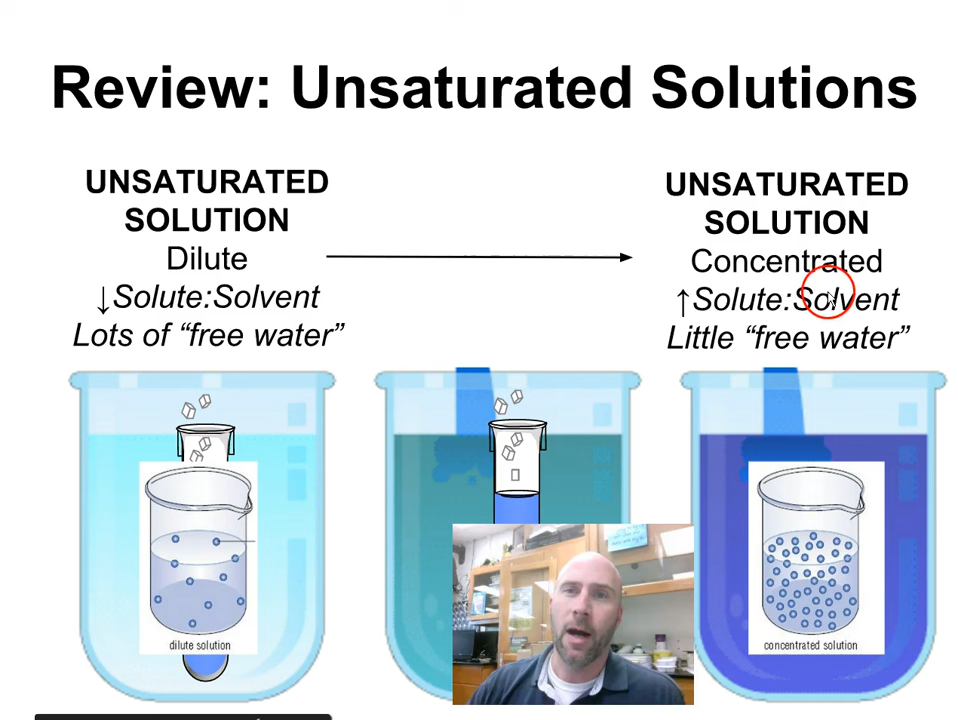 Review: Unsaturated Solutions
UNSATURATED
SOLUTION
Dilute
↓Solute:Solvent
Lots of “free water”
UNSATURATED
SOLUTION
Concentrated
↑Solute:Solvent
Little “free water”
dilute solution
concentrated solution